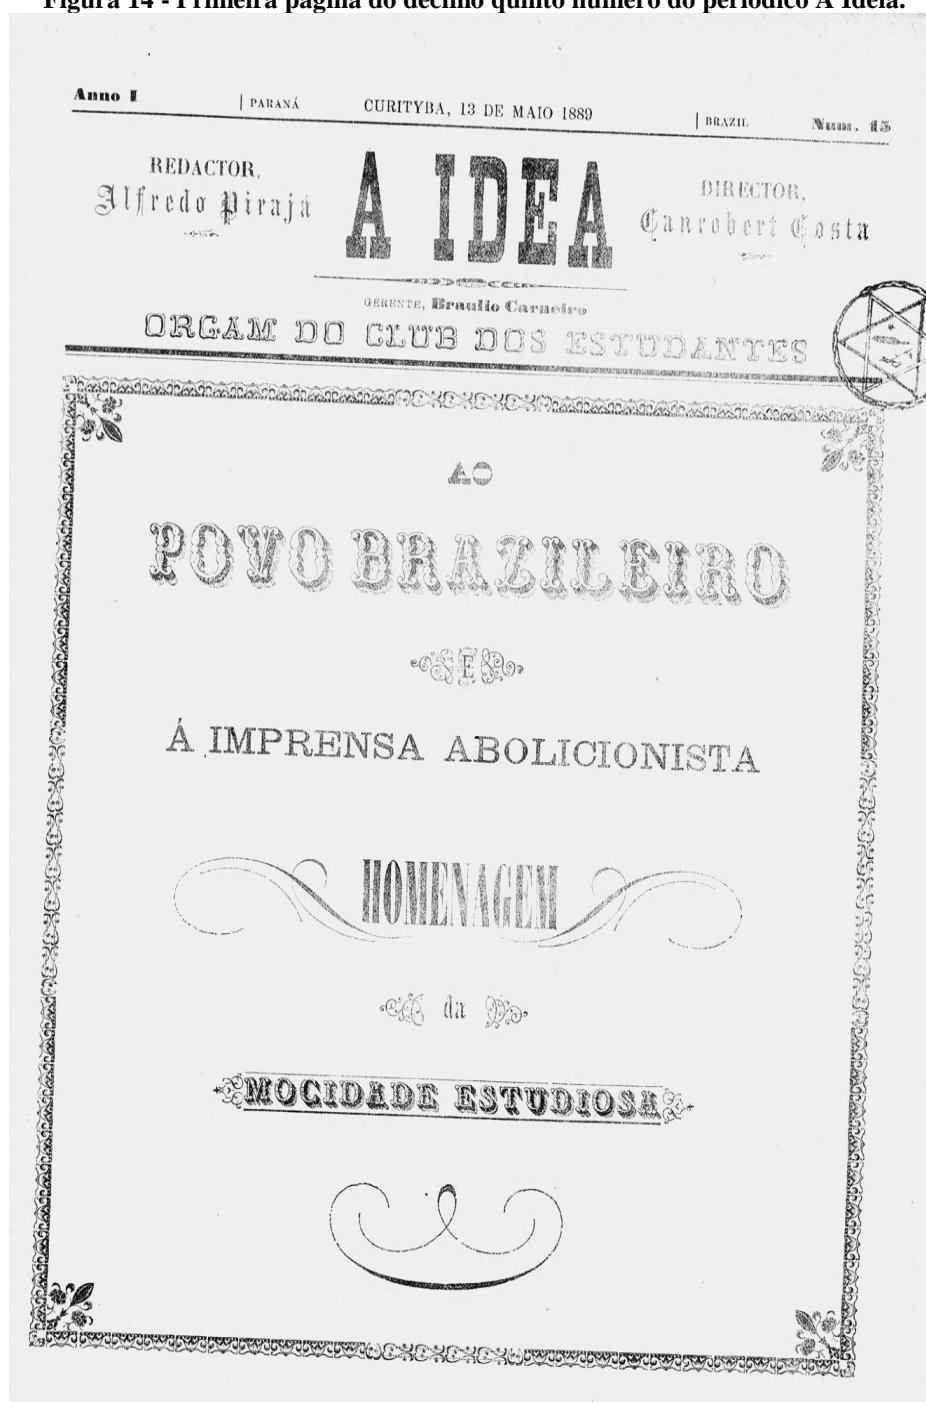 Figura 14 - Primeira página do décimo quinto número do periódico A Ideia.
Anno I | PARANÁ CURITYBA, 13 DE MAIO 1889 | BRAZIL Num. 15
REDACTOR,
Alfredo Pirajá
A IDEA
DIRECTOR,
Canrobert Costa
GERENTE, Braulio Carneiro
ORGAM DO CLUB DOS ESTUDANTES
AO
POVO BRAZILEIRO
E
Á IMPRENSA ABOLICIONISTA
HOMENAGEM
da
MOCIDADE ESTUDIOSA